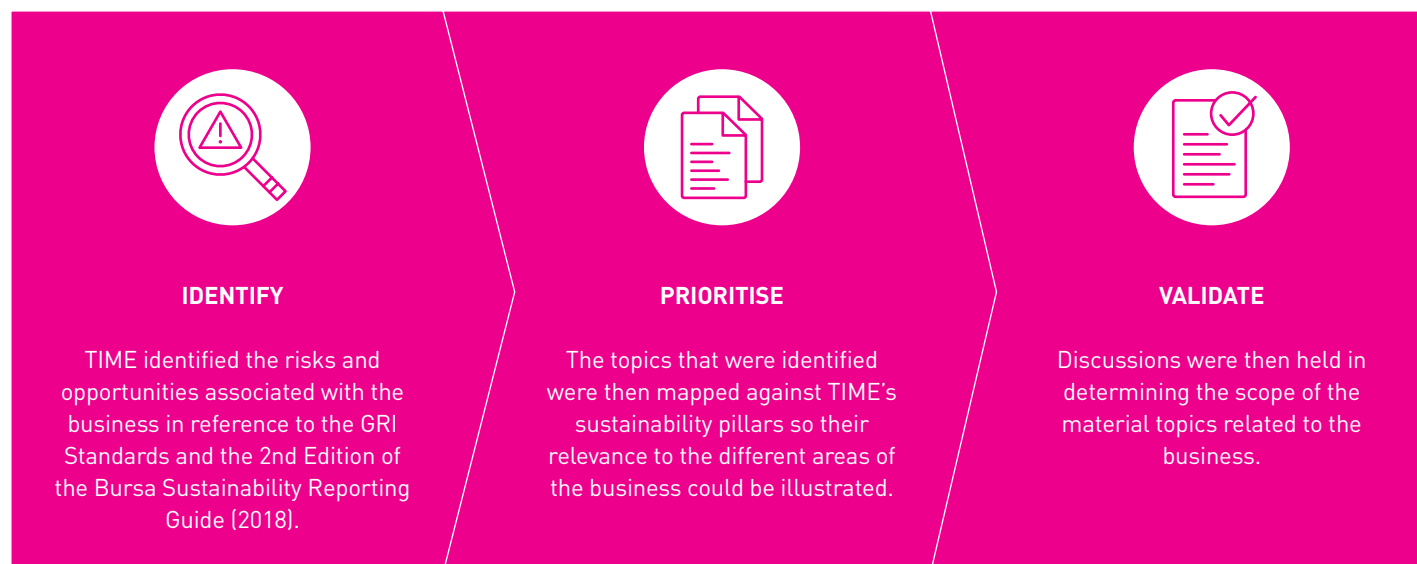 IDENTIFY
TIME identified the risks and
opportunities associated with the
business in reference to the GRI
Standards and the 2nd Edition of
the Bursa Sustainability Reporting
Guide (2018).
PRIORITISE
The topics that were identified
were then mapped against TIME's
sustainability pillars so their
relevance to the different areas of
the business could be illustrated.
VALIDATE
Discussions were then held in
determining the scope of the
material topics related to the
business.